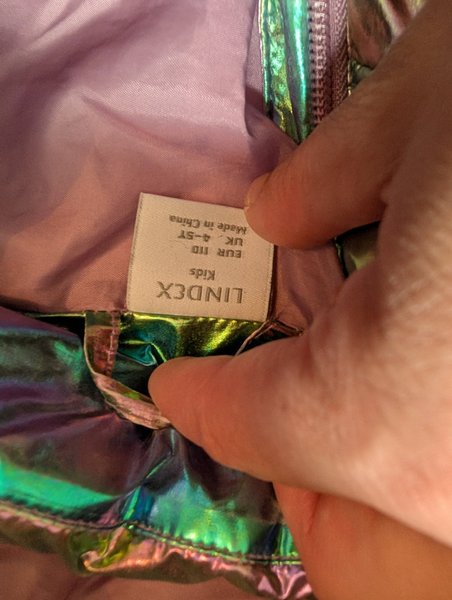 LINDEX
Kids
EUR 110
UK. 4-5Y
Made in China